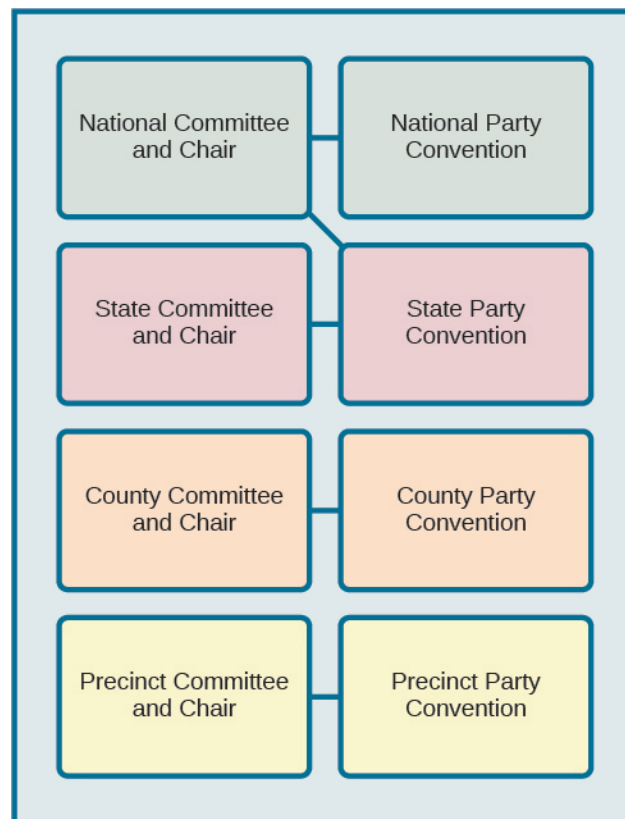 National Committee
and Chair
National Party
Convention
State Committee
and Chair
State Party
Convention
County Committee
and Chair
County Party
Convention
Precinct Committee
and Chair
Precinct Party
Convention